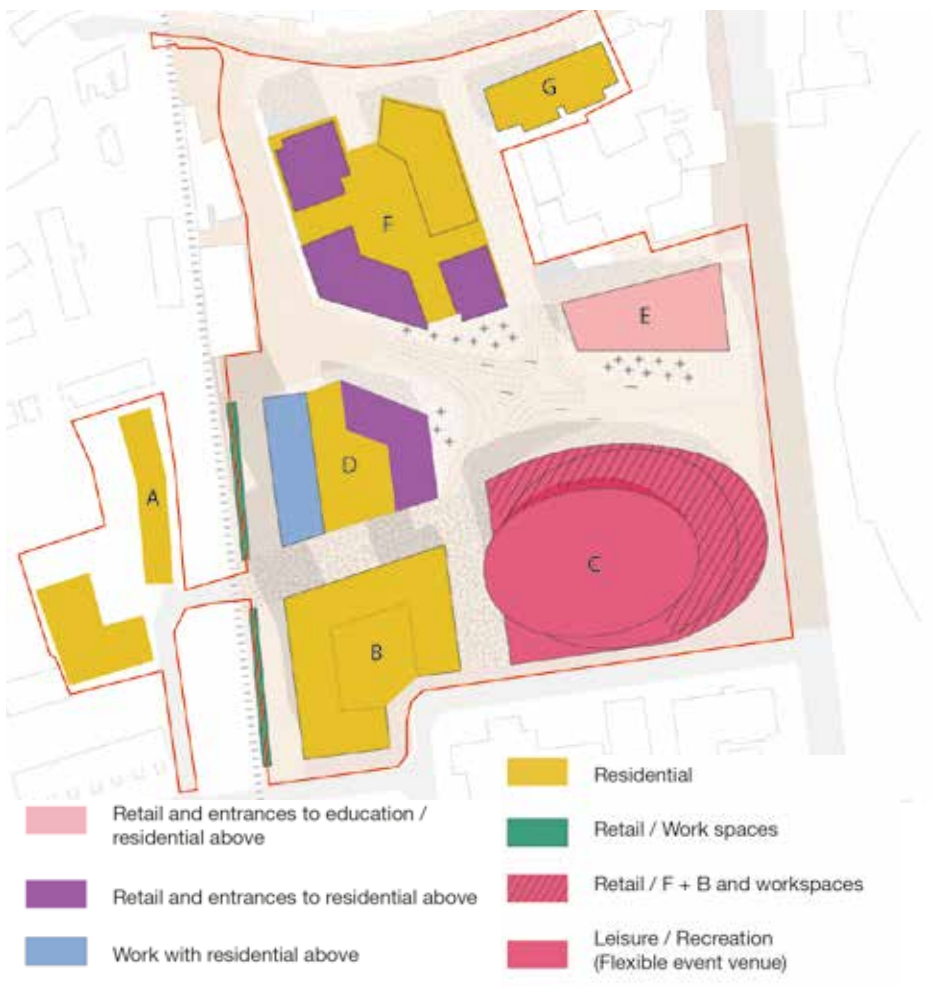 G
F
E
A
D
C
B
Residential
Retail and entrances to education /
residential above
Retail / Work spaces
Retail and entrances to residential above
Retail / F + B and workspaces
Work with residential above
Leisure / Recreation
(Flexible event venue)